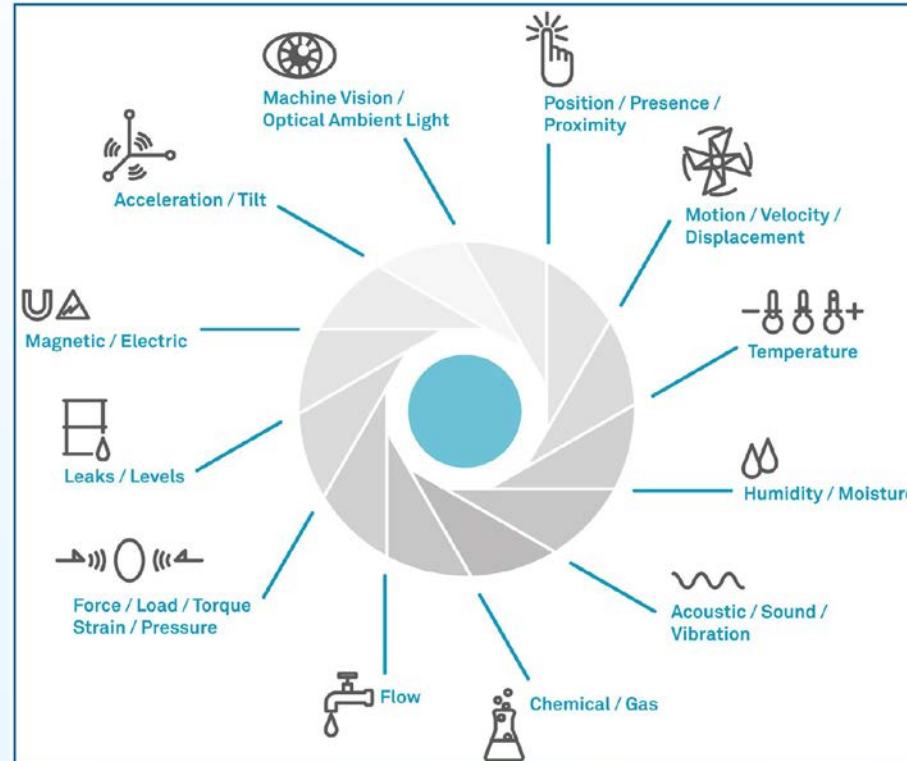 Machine Vision /
Optical Ambient Light
Position / Presence /
Proximity
Acceleration / Tilt
Motion / Velocity /
Displacement
Magnetic / Electric
Temperature
Leaks / Levels
Humidity / Moisture
Force / Load / Torque
Strain / Pressure
Acoustic / Sound /
Vibration
Flow
Chemical / Gas